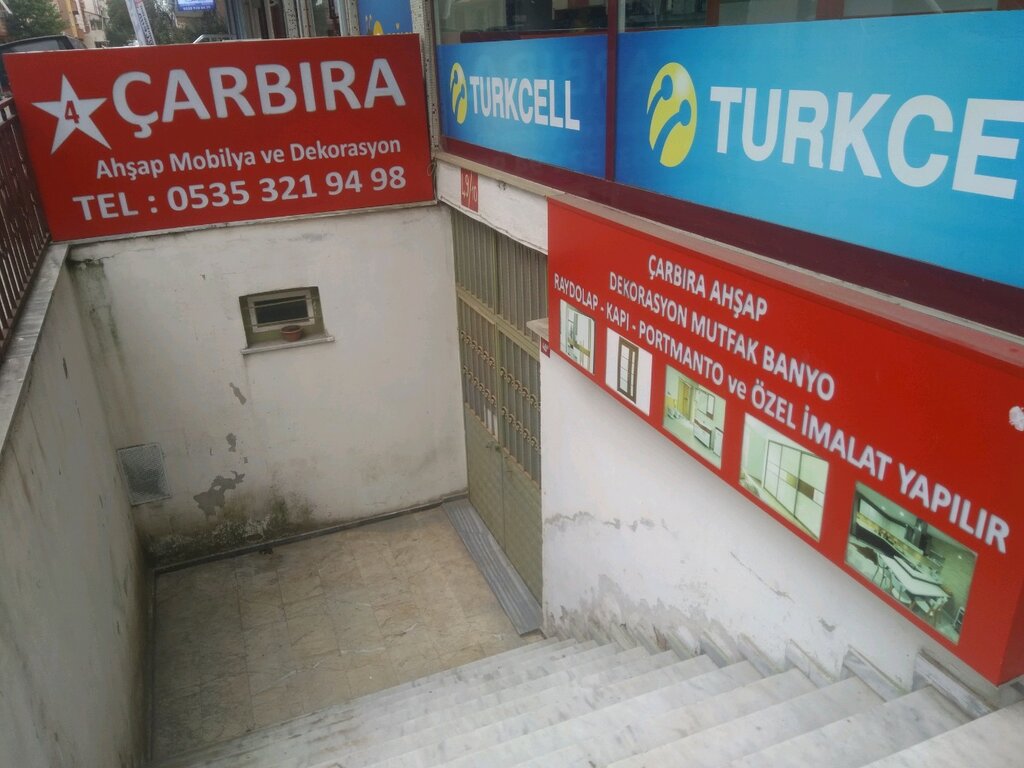 4 ÇARBIRA
Ahşap Mobilya ve Dekorasyon
TEL : 0535 321 94 98
TURKCELL
TURKCE
ÇARBIRA AHŞAP
DEKORASYON MUTFAK BANYO
RAYDOLAP - KAPI - PORTMANTO ve ÖZEL İMALAT YAPILIR